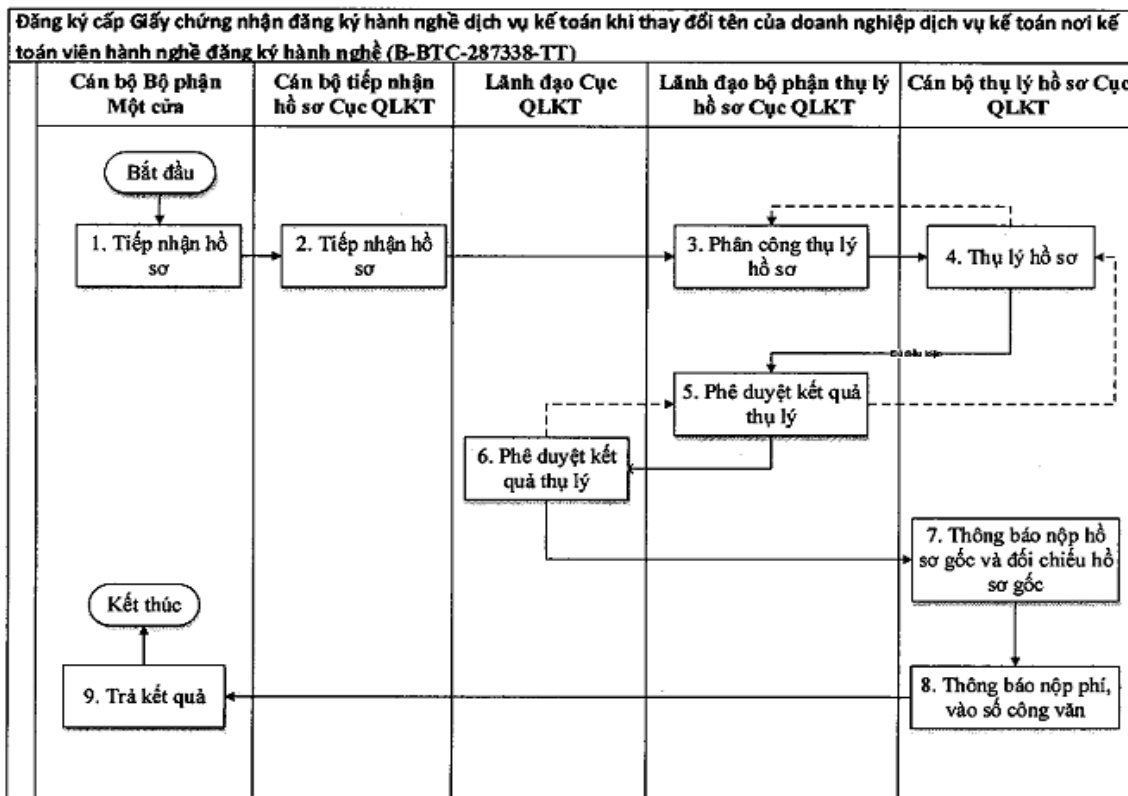 Đăng ký cấp Giấy chứng nhận đăng ký hành nghề dịch vụ kế toán khi thay đổi tên của doanh nghiệp dịch vụ kế toán nơi kế
toán viên hành nghề đăng ký hành nghề (B-BTC-287338-TT)
Cán bộ Bộ phận
Một cửa
Cán bộ tiếp nhận
hồ sơ Cục QLKT
Lãnh đạo Cục
QLKT
Lãnh đạo bộ phận thụ lý
hồ sơ Cục QLKT
Cán bộ thụ lý hồ sơ Cục
QLKT
Bắt đầu
1. Tiếp nhận hồ
sơ
2. Tiếp nhận hồ
sơ
3. Phân công thụ lý
hồ sơ
4. Thụ lý hồ sơ
5. Phê duyệt kết quả
thụ lý
6. Phê duyệt kết
quả thụ lý
7. Thông báo nộp hồ
sơ gốc và đối chiếu hồ
sơ gốc
Kết thúc
8. Thông báo nộp phí,
vào số công văn
9. Trả kết quả